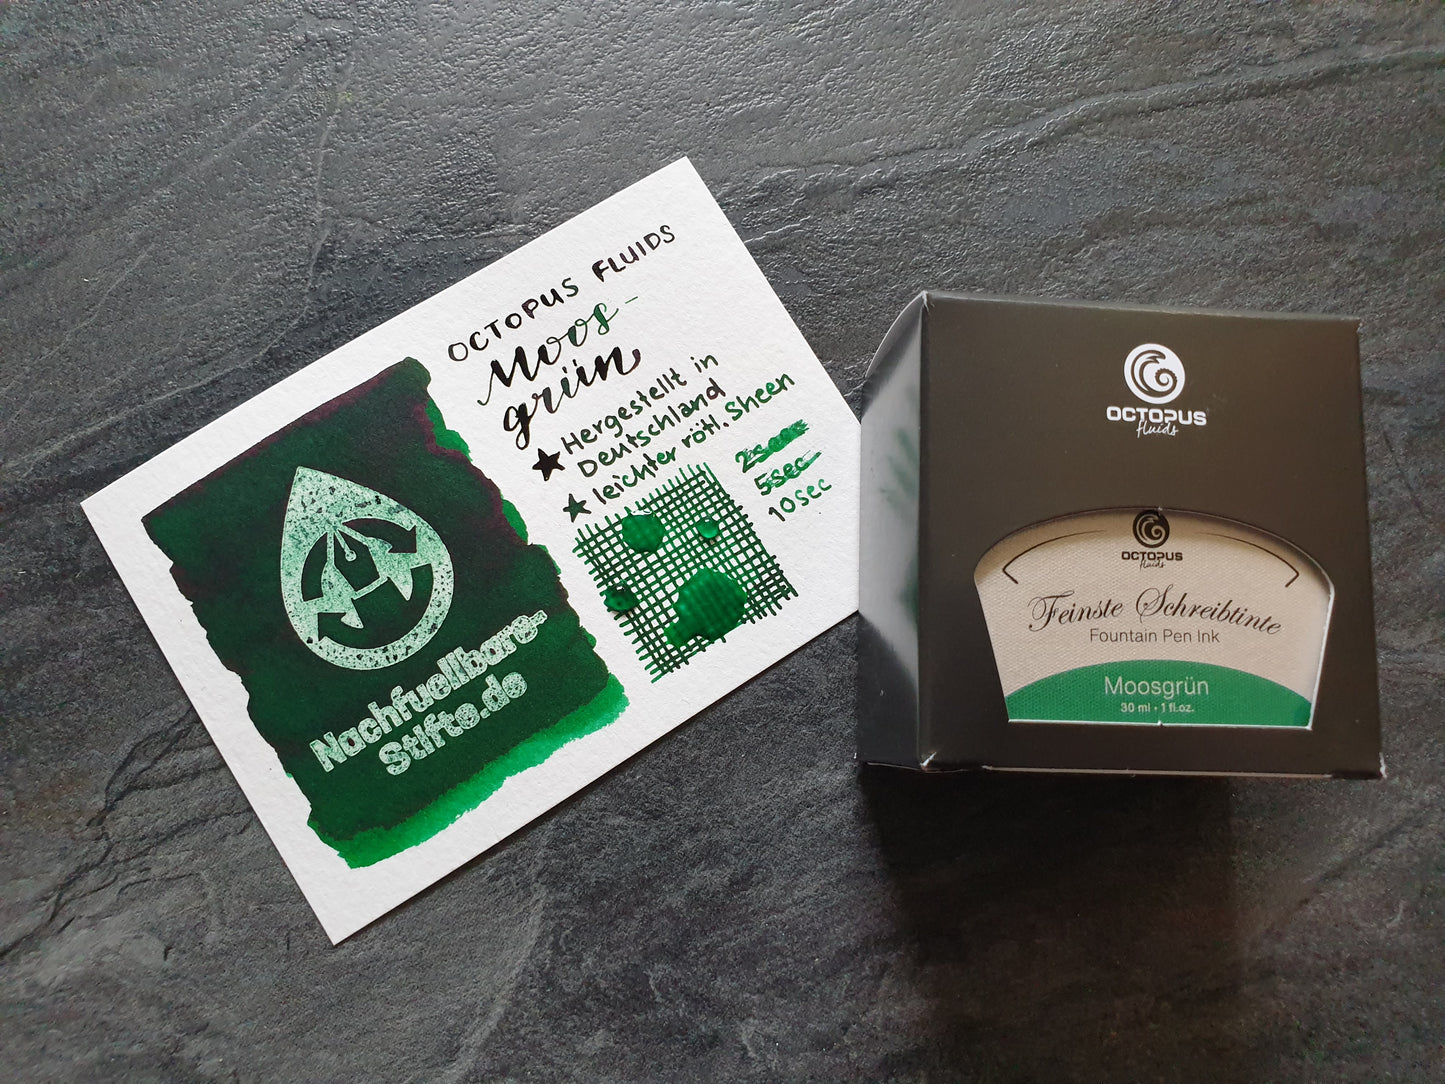 OCTOPUS FLUIDS
Moos-
grün
★ Hergestellt in
Deutschland
★ leichter rötl. Sheen
2sec
5sec
10sec
Nachfuellbare-
Stifte.de
OCTOPUS
fluids
OCTOPUS
fluids
Feinste Schreibtinte
Fountain Pen Ink
Moosgrün
30 ml · 1 fl.oz.